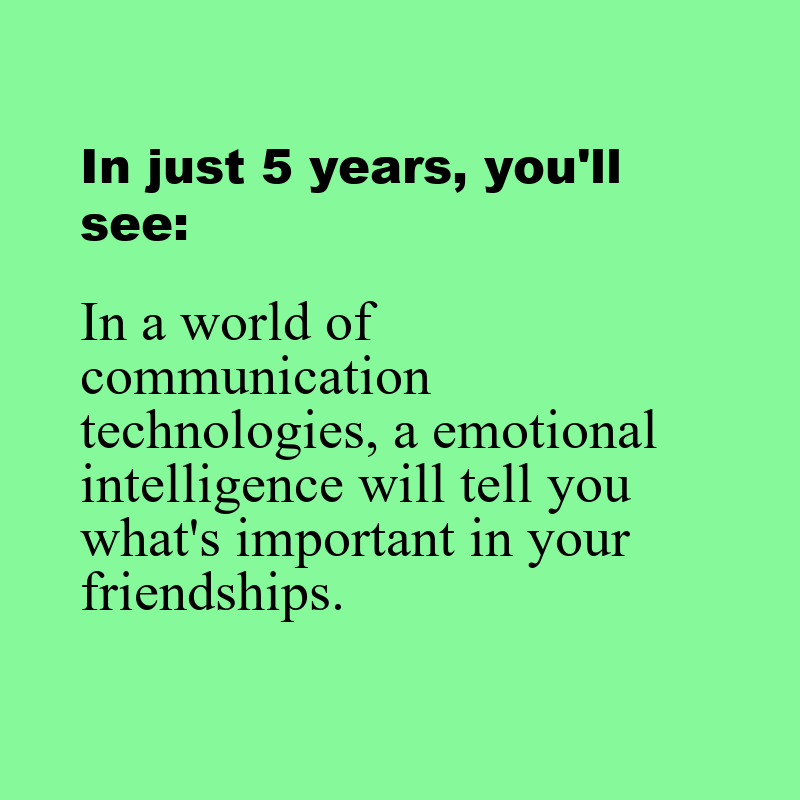 In just 5 years, you'll
see:
In a world of
communication
technologies, a emotional
intelligence will tell you
what's important in your
friendships.